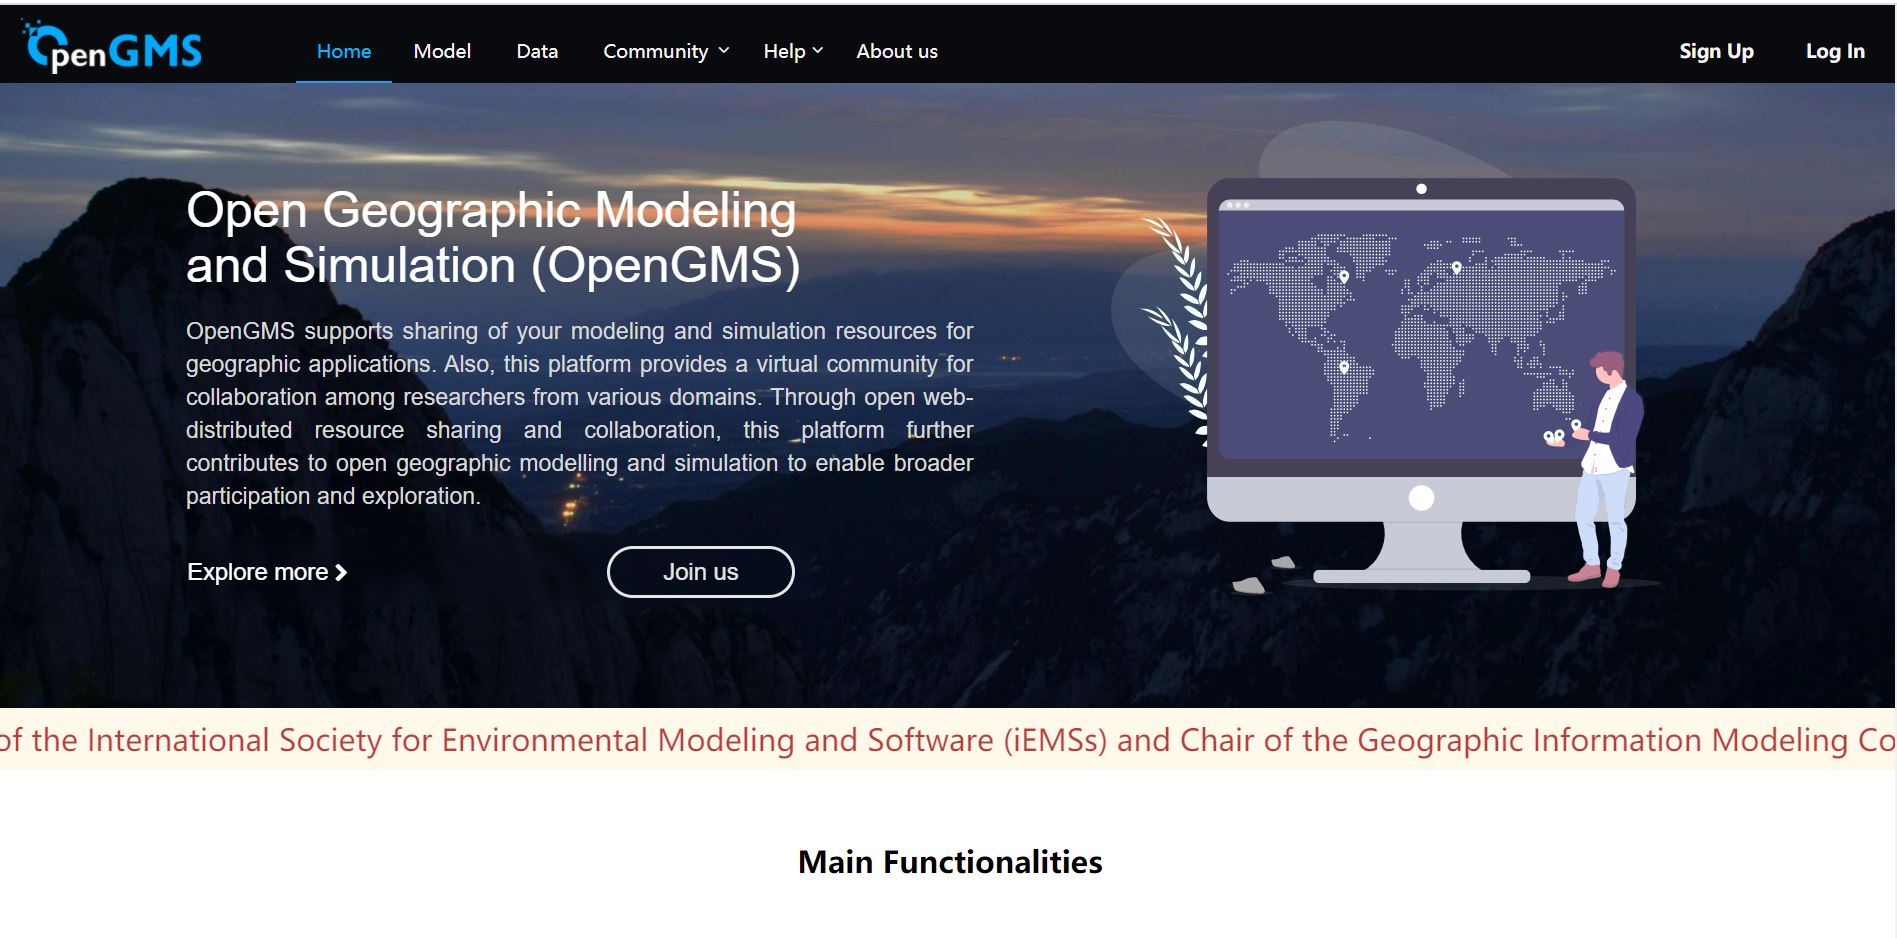 OpenGMS
Home Model Data Community Help About us Sign Up Log In
Open Geographic Modeling
and Simulation (OpenGMS)
OpenGMS supports sharing of your modeling and simulation resources for
geographic applications. Also, this platform provides a virtual community for
collaboration among researchers from various domains. Through open web-
distributed resource sharing and collaboration, this platform further
contributes to open geographic modelling and simulation to enable broader
participation and exploration.
Explore more
Join us
of the International Society for Environmental Modeling and Software (iEMSs) and Chair of the Geographic Information Modeling Co
Main Functionalities